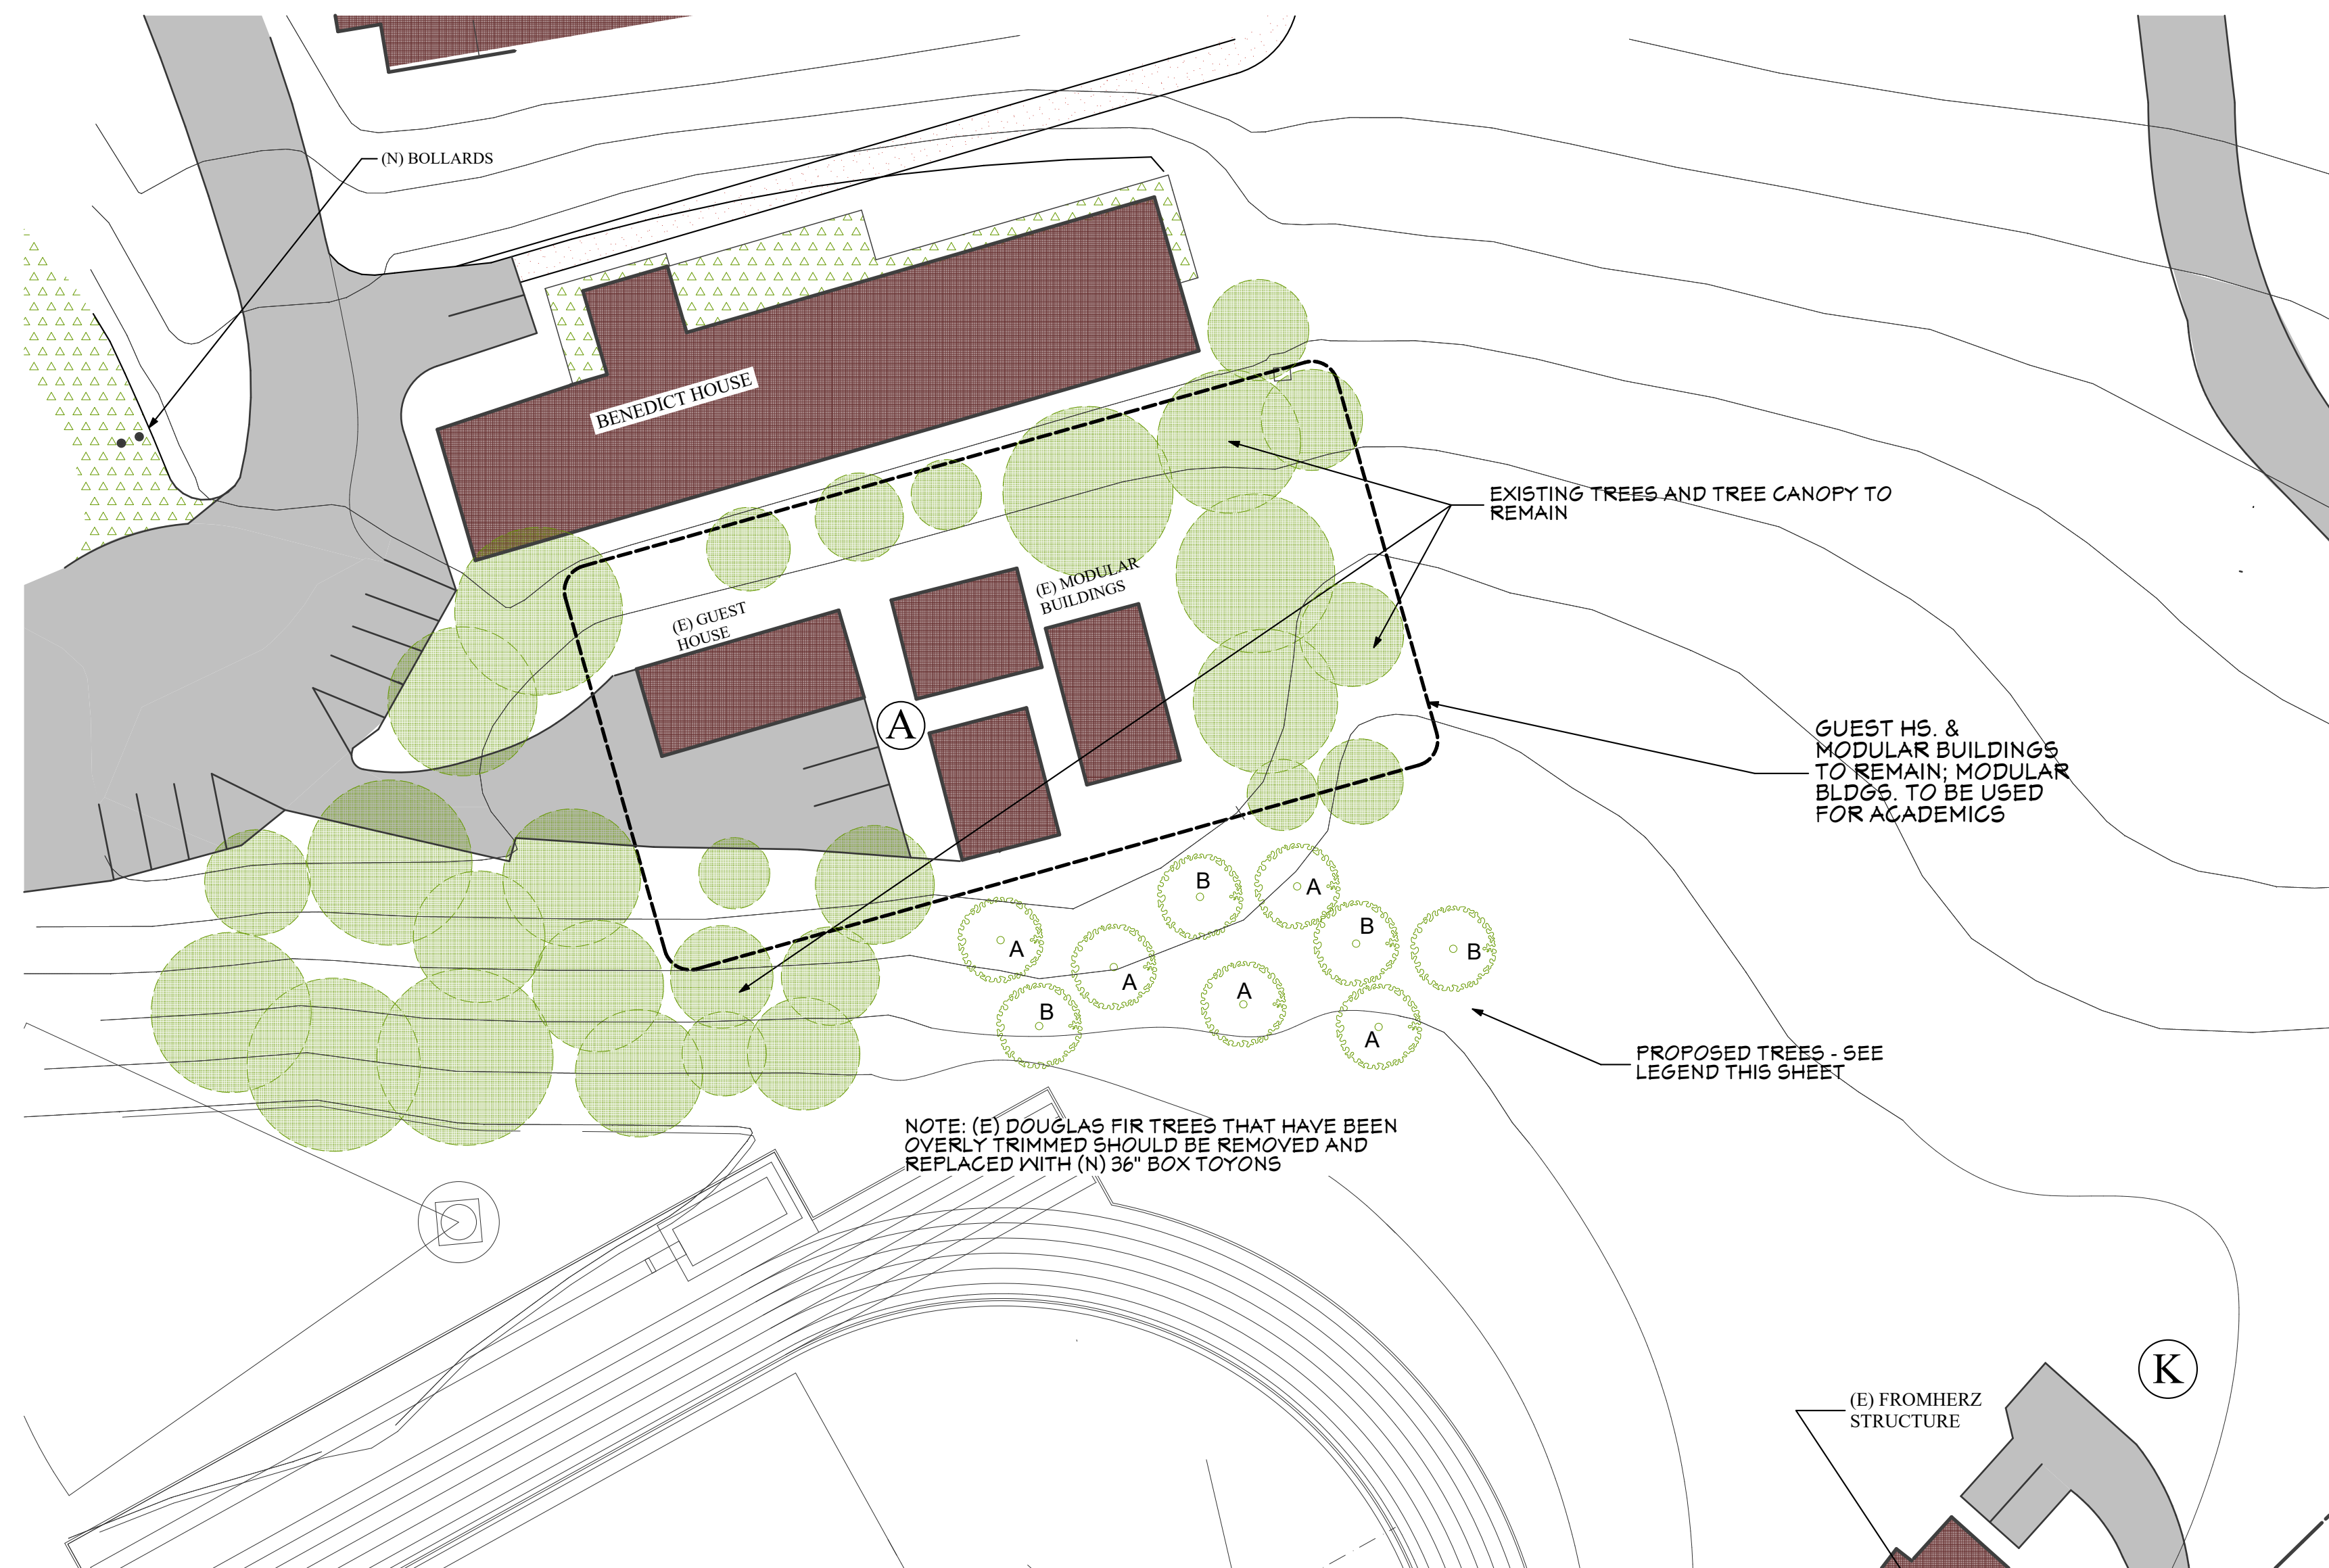 (N) BOLLARDS
BENEDICT HOUSE
EXISTING TREES AND TREE CANOPY TO
REMAIN
(E) MODULAR
BUILDINGS
(E) GUEST
HOUSE
A
GUEST HS. &
MODULAR BUILDINGS
TO REMAIN; MODULAR
BLDGS. TO BE USED
FOR ACADEMICS
B
A
B
A
B
A
B
A
A
PROPOSED TREES - SEE
LEGEND THIS SHEET
NOTE: (E) DOUGLAS FIR TREES THAT HAVE BEEN
OVERLY TRIMMED SHOULD BE REMOVED AND
REPLACED WITH (N) 36" BOX TOYONS
K
(E) FROMHERZ
STRUCTURE